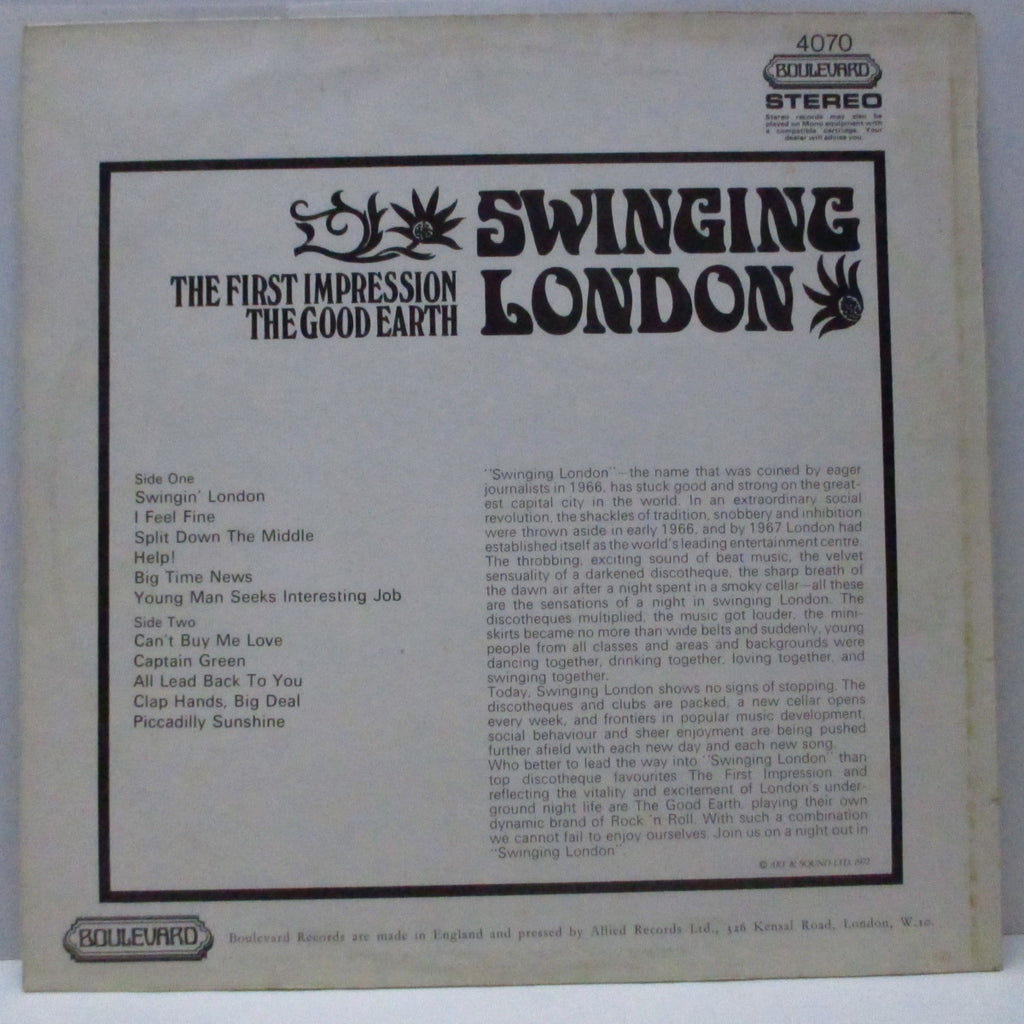 4070
BOULEVARD
STEREO
Stereo records may also be
played on Mono equipment with
a compatible cartridge. Your
dealer will advise you.
SWINGING
LONDON
THE FIRST IMPRESSION
THE GOOD EARTH
Side One
Swingin' London
I Feel Fine
Split Down The Middle
Help!
Big Time News
Young Man Seeks Interesting Job
Side Two
Can't Buy Me Love
Captain Green
All Lead Back To You
Clap Hands, Big Deal
Piccadilly Sunshine
"Swinging London"—the name that was coined by eager
journalists in 1966, has stuck good and strong on the great-
est capital city in the world. In an extraordinary social
revolution, the shackles of tradition, snobbery and inhibition
were thrown aside in early 1966, and by 1967 London had
established itself as the world's leading entertainment centre.
The throbbing, exciting sound of beat music, the velvet
sensuality of a darkened discotheque, the sharp breath of
the dawn air after a night spent in a smoky cellar—all these
are the sensations of a night in swinging London. The
discotheques multiplied, the music got louder, the mini-
skirts became no more than wide belts and suddenly, young
people from all classes and areas and backgrounds were
dancing together, drinking together, loving together, and
swinging together.
Today, Swinging London shows no signs of stopping. The
discotheques and clubs are packed, a new cellar opens
every week, and frontiers in popular music development,
social behaviour and sheer enjoyment are being pushed
further afield with each new day and each new song.
Who better to lead the way into "Swinging London" than
top discotheque favourites The First Impression and
reflecting the vitality and excitement of London's under-
ground night life are The Good Earth, playing their own
dynamic brand of Rock 'n Roll. With such a combination
we cannot fail to enjoy ourselves. Join us on a night out in
"Swinging London".
© ART & SOUND LTD. 1972
BOULEVARD
Boulevard Records are made in England and pressed by Allied Records Ltd., 326 Kensal Road, London, W.10.